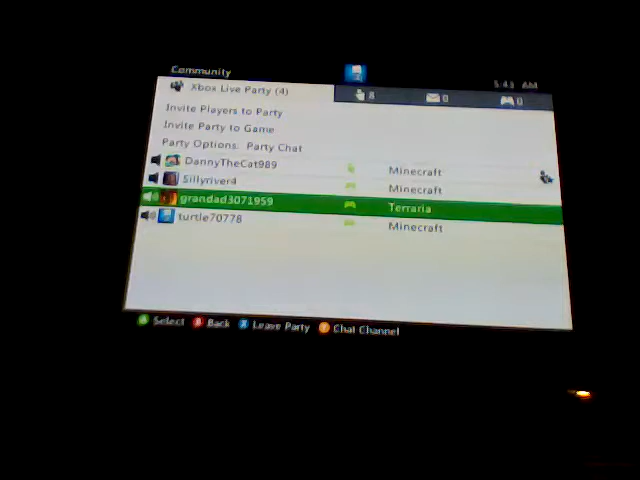 Community
5:43 AM
Xbox Live Party (4)
8
0
0
Invite Players to Party
Invite Party to Game
Party Options: Party Chat
DannyTheCat989 Minecraft
Sillyriver4 Minecraft
grandad3071959 Terraria
turtle70778 Minecraft
A Select B Back X Leave Party Y Chat Channel